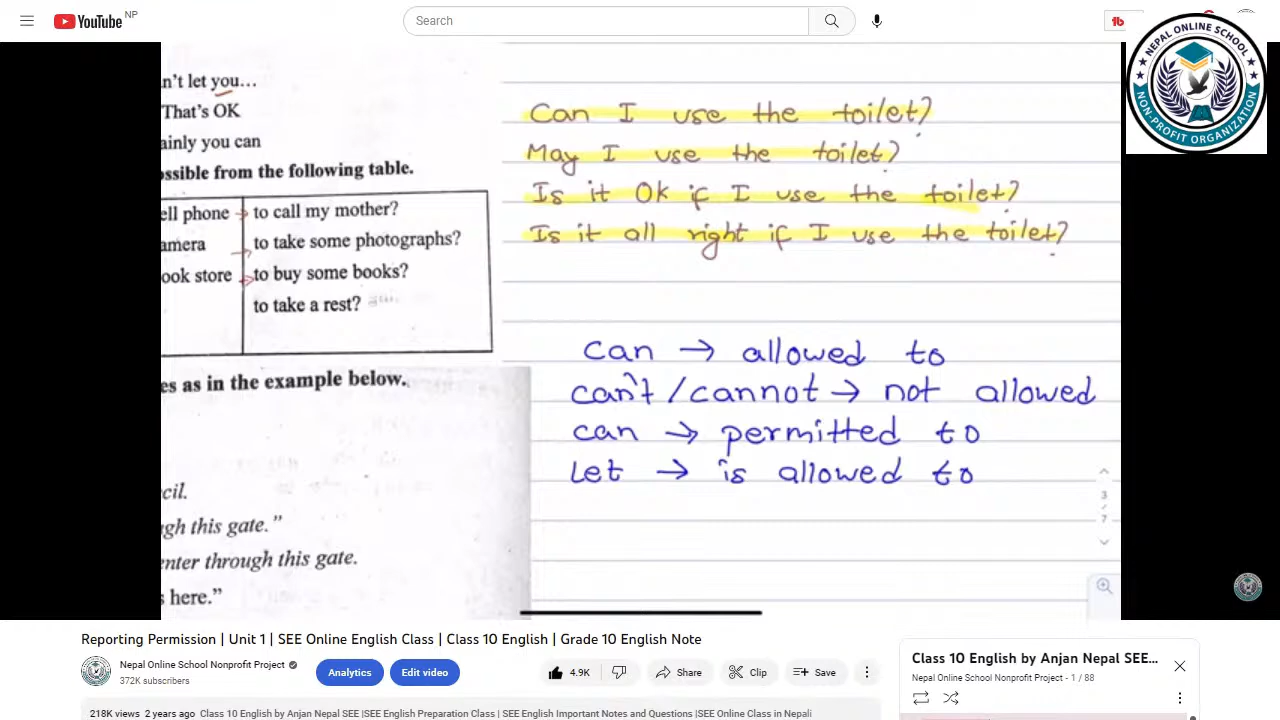 YouTube NP
Search
NEPAL ONLINE SCHOOL
NON-PROFIT ORGANIZATION
n't let you...
That's OK
ainly you can
ossible from the following table.
ell phone → to call my mother?
amera → to take some photographs?
ook store → to buy some books?
to take a rest?
es as in the example below.
cil.
gh this gate."
enter through this gate.
s here."
Can I use the toilet?
May I use the toilet?
Is it Ok if I use the toilet?
Is it all right if I use the toilet?
can → allowed to
can't/cannot → not allowed
can → permitted to
Let → is allowed to
3
/
7
Reporting Permission | Unit 1 | SEE Online English Class | Class 10 English | Grade 10 English Note
Nepal Online School Nonprofit Project
372K subscribers
Analytics
Edit video
4.9K
Share
Clip
Save
218K views 2 years ago Class 10 English by Anjan Nepal SEE |SEE English Preparation Class | SEE English Important Notes and Questions |SEE Online Class in Nepali
Class 10 English by Anjan Nepal SEE...
Nepal Online School Nonprofit Project - 1 / 88